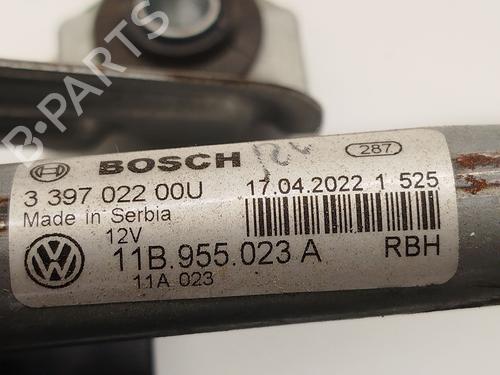 B-PARTS
BOSCH 12V 287
3 397 022 00U 17.04.2022 1 525
Made in Serbia
12V
11B.955.023 A RBH
11A 023